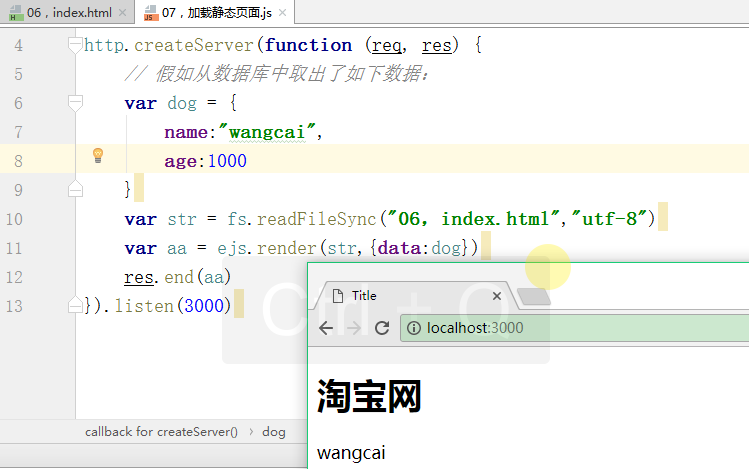 06，index.html
07，加载静态页面.js
4 http.createServer(function (req, res) {
5 // 假如从数据库中取出了如下数据：
6 var dog = {
7 name:"wangcai",
8 age:1000
9 }
10 var str = fs.readFileSync("06，index.html","utf-8")
11 var aa = ejs.render(str,{data:dog})
12 res.end(aa)
13 }).listen(3000)
Ctrl + Q
Title
localhost:3000
淘宝网
wangcai
callback for createServer() › dog